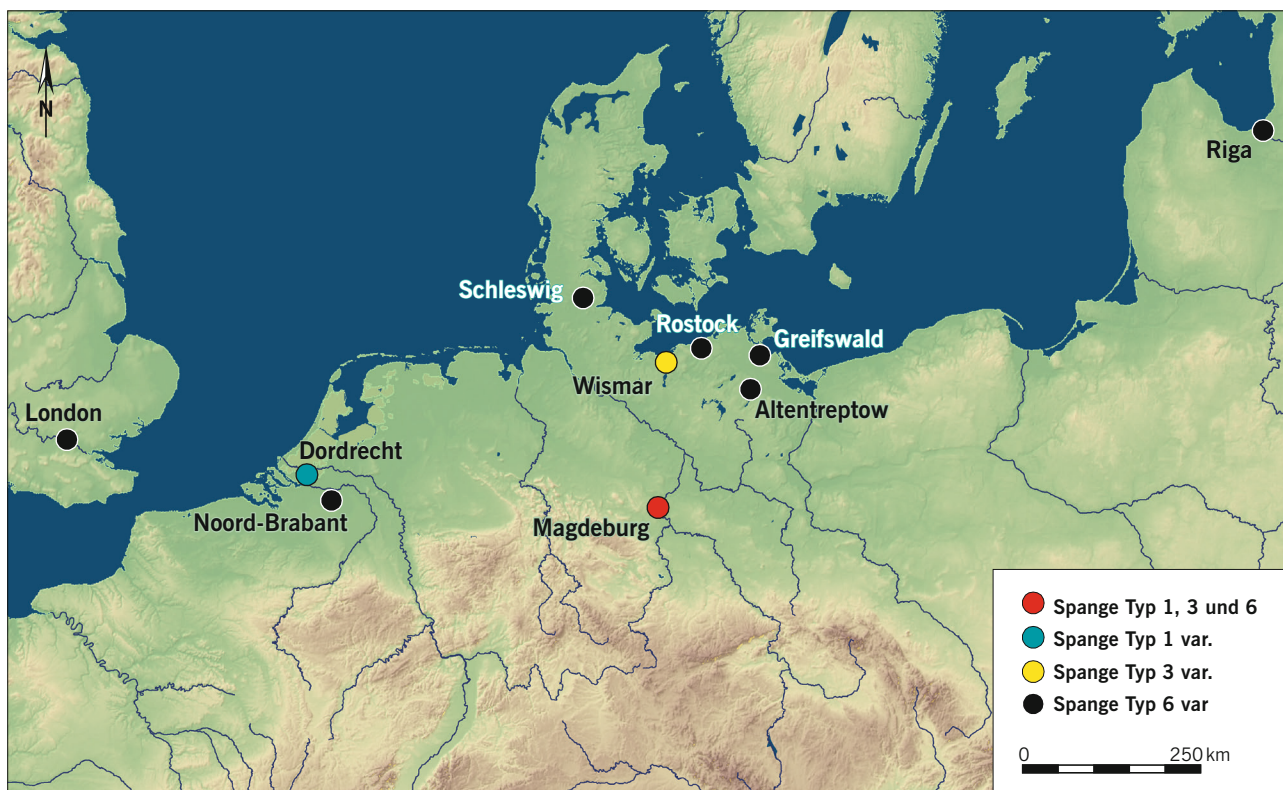 N
Riga
Schleswig
Rostock
Greifswald
Wismar
Altentreptow
London
Dordrecht
Noord-Brabant
Magdeburg
Spange Typ 1, 3 und 6
Spange Typ 1 var.
Spange Typ 3 var.
Spange Typ 6 var
0 250 km